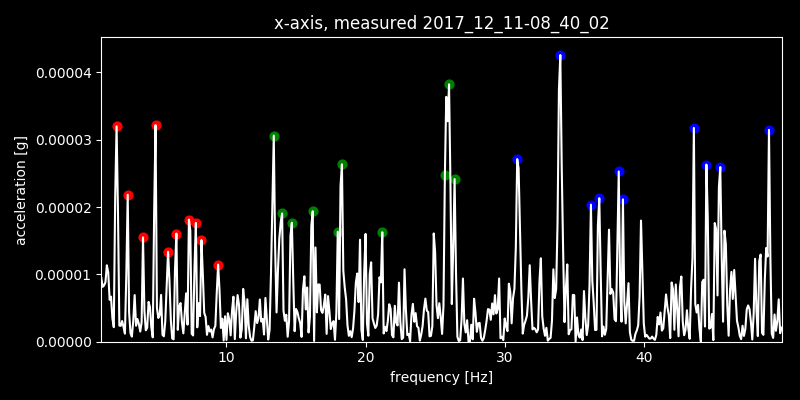 x-axis, measured 2017_12_11-08_40_02
0.00004
0.00003
0.00002
0.00001
0.00000
acceleration [g]
10 20 30 40
frequency [Hz]